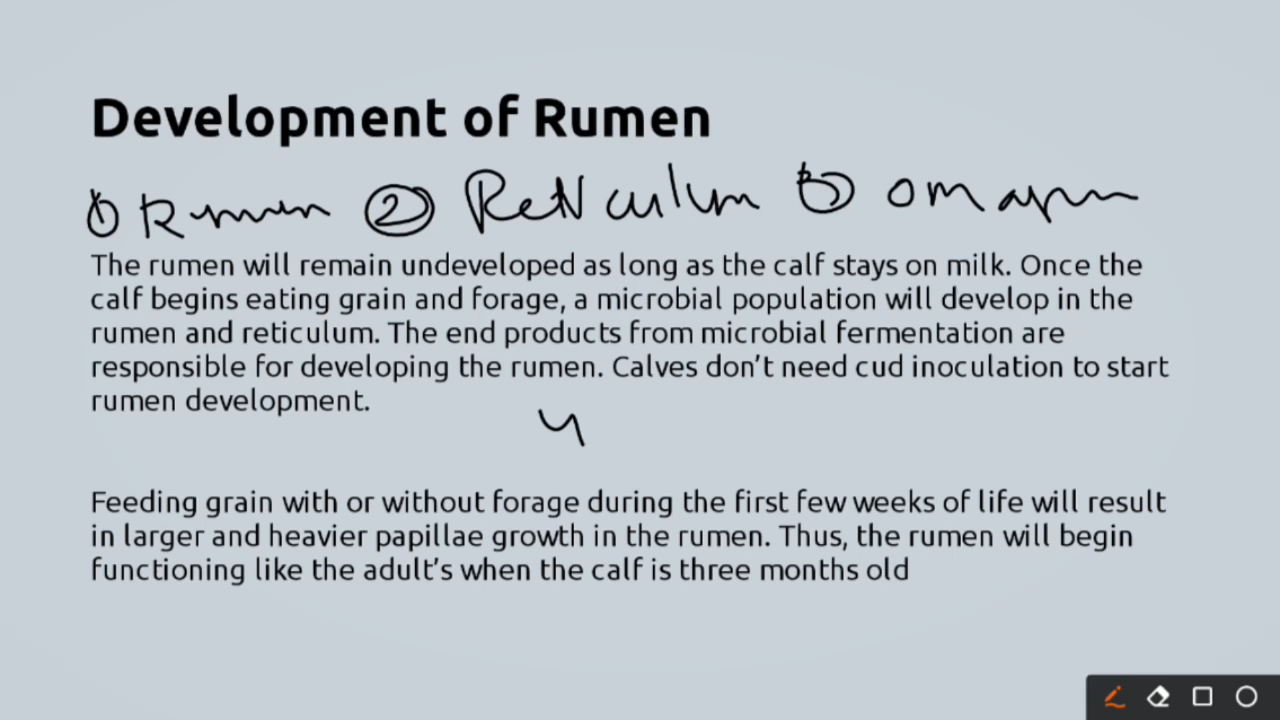 Development of Rumen
① Rumen ② Reticulum ③ omasum
The rumen will remain undeveloped as long as the calf stays on milk. Once the
calf begins eating grain and forage, a microbial population will develop in the
rumen and reticulum. The end products from microbial fermentation are
responsible for developing the rumen. Calves don’t need cud inoculation to start
rumen development.
Feeding grain with or without forage during the first few weeks of life will result
in larger and heavier papillae growth in the rumen. Thus, the rumen will begin
functioning like the adult’s when the calf is three months old